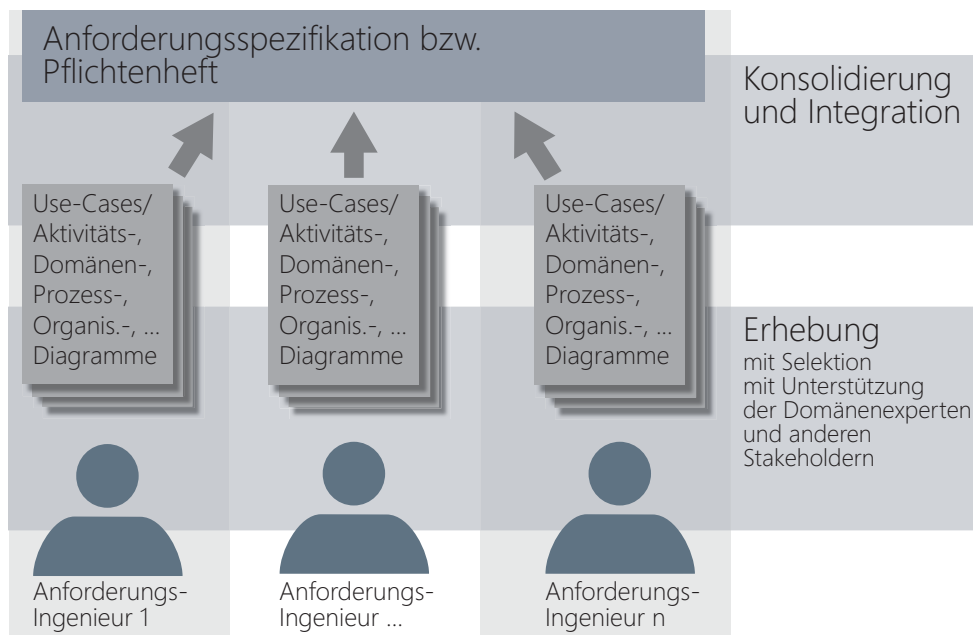 Anforderungsspezifikation bzw.
Pflichtenheft
Konsolidierung
und Integration
Use-Cases/
Aktivitäts-,
Domänen-,
Prozess-,
Organis.-, ...
Diagramme
Use-Cases/
Aktivitäts-,
Domänen-,
Prozess-,
Organis.-, ...
Diagramme
Use-Cases/
Aktivitäts-,
Domänen-,
Prozess-,
Organis.-, ...
Diagramme
Erhebung
mit Selektion
mit Unterstützung
der Domänenexperten
und anderen
Stakeholdern
Anforderungs-
Ingenieur 1
Anforderungs-
Ingenieur ...
Anforderungs-
Ingenieur n